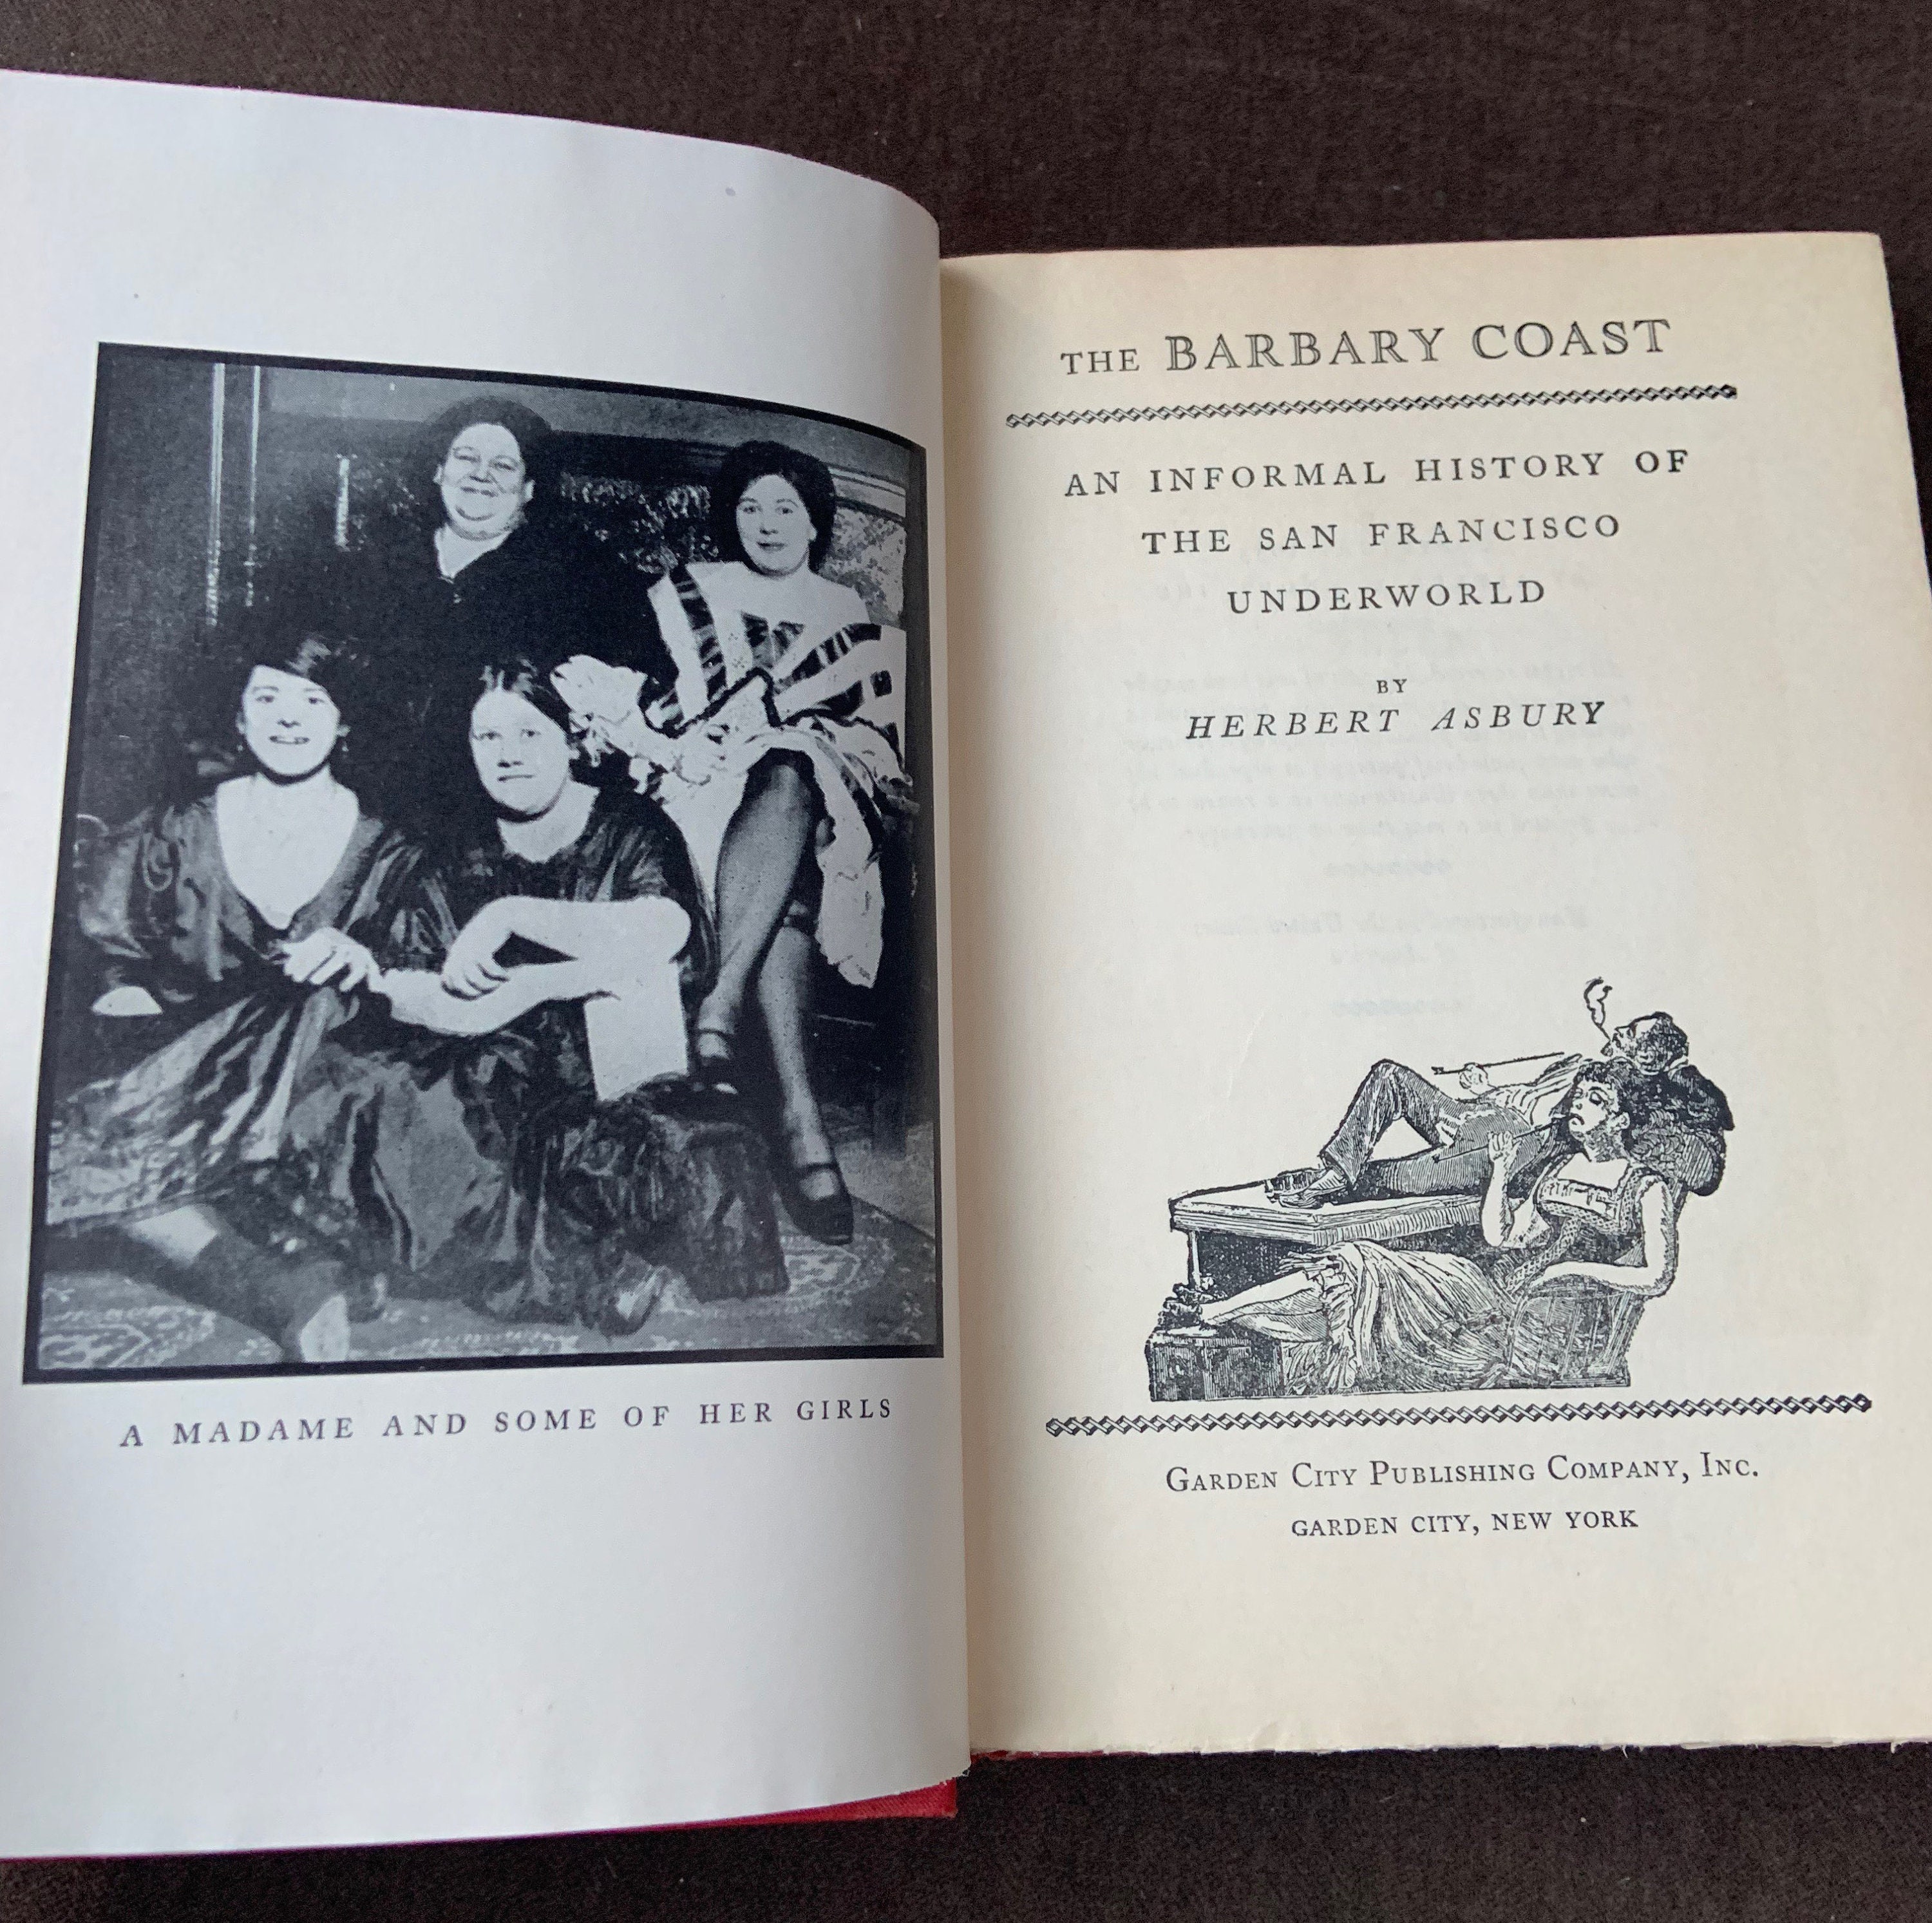 A MADAME AND SOME OF HER GIRLS
THE BARBARY COAST
AN INFORMAL HISTORY OF
THE SAN FRANCISCO
UNDERWORLD
BY
HERBERT ASBURY
GARDEN CITY PUBLISHING COMPANY, INC.
GARDEN CITY, NEW YORK